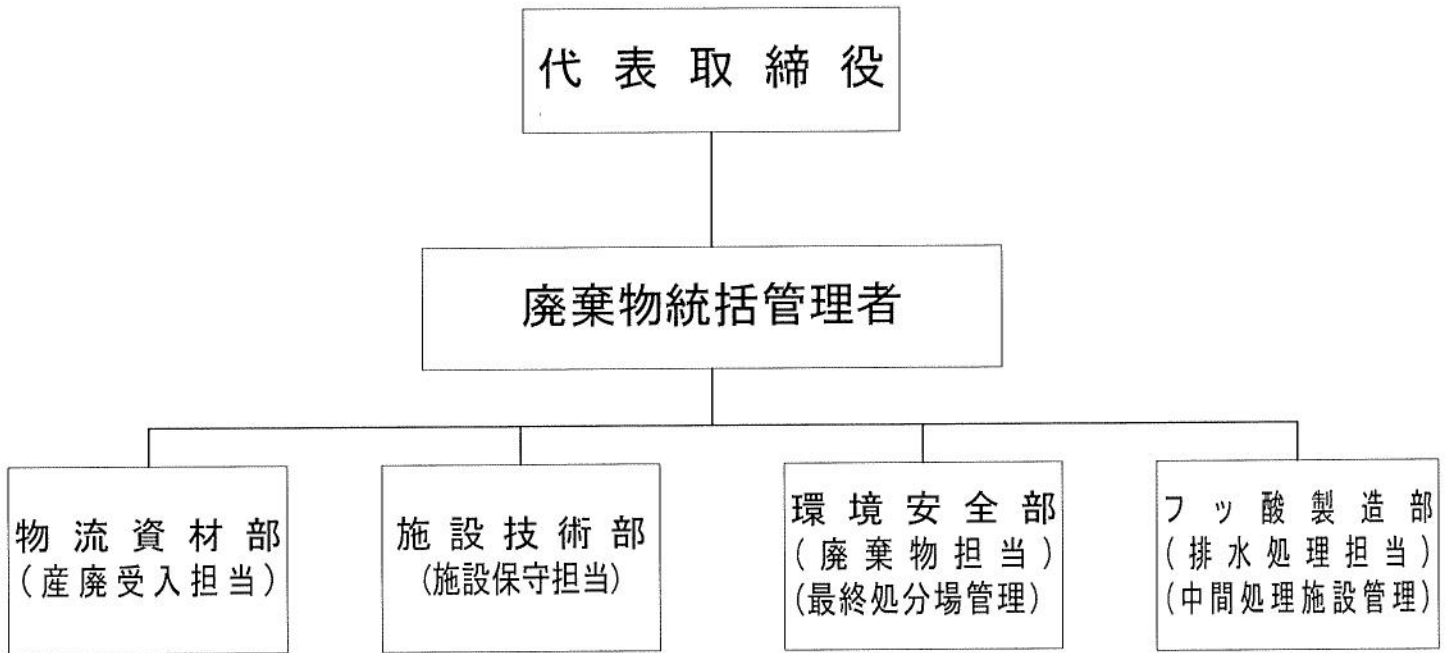 代表取締役
廃棄物統括管理者
物流資材部
(産廃受入担当)
施設技術部
(施設保守担当)
環境安全部
(廃棄物担当)
(最終処分場管理)
フッ酸製造部
(排水処理担当)
(中間処理施設管理)